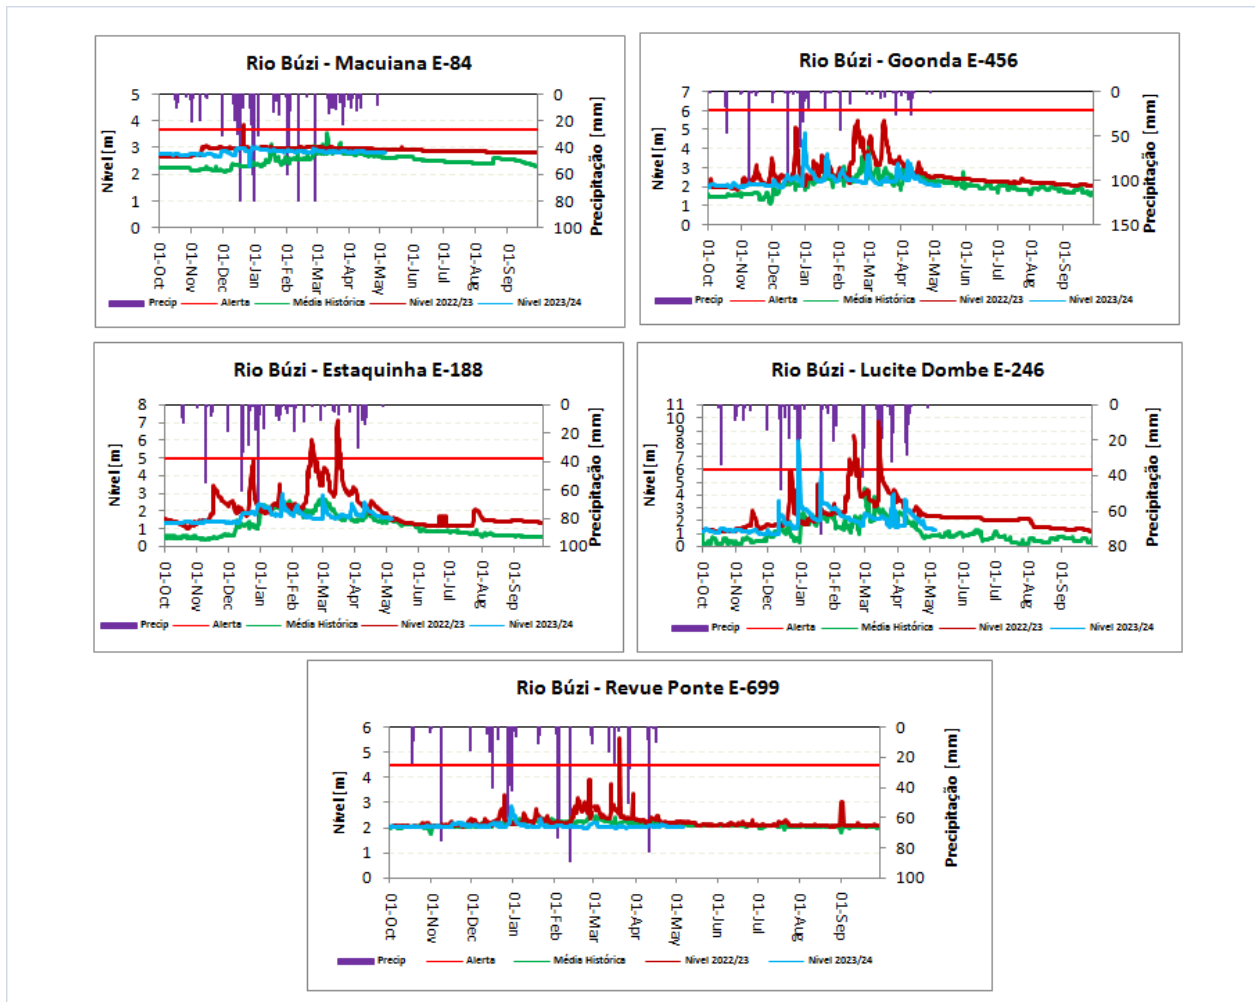 Rio Búzi - Macuiana E-84
5
4
3
2
1
0
Nível [m]
0
20
40
60
80
100
Precipitação [mm]
01-Oct
01-Nov
01-Dec
01-Jan
01-Feb
01-Mar
01-Apr
01-May
01-Jun
01-Jul
01-Aug
01-Sep
Precip Alerta Média Histórica Nivel 2022/23 Nivel 2023/24
Rio Búzi - Goonda E-456
7
6
5
4
3
2
1
0
Nível [m]
0
50
100
150
Precipitação [mm]
01-Oct
01-Nov
01-Dec
01-Jan
01-Feb
01-Mar
01-Apr
01-May
01-Jun
01-Jul
01-Aug
01-Sep
Precip Alerta Média Histórica Nivel 2022/23 Nivel 2023/24
Rio Búzi - Estaquinha E-188
8
7
6
5
4
3
2
1
0
Nível [m]
0
20
40
60
80
100
Precipitação [mm]
01-Oct
01-Nov
01-Dec
01-Jan
01-Feb
01-Mar
01-Apr
01-May
01-Jun
01-Jul
01-Aug
01-Sep
Precip Alerta Média Histórica Nivel 2022/23 Nivel 2023/24
Rio Búzi - Lucite Dombe E-246
11
10
9
8
7
6
5
4
3
2
1
0
Nível [m]
0
20
40
60
80
Precipitação [mm]
01-Oct
01-Nov
01-Dec
01-Jan
01-Feb
01-Mar
01-Apr
01-May
01-Jun
01-Jul
01-Aug
01-Sep
Precip Alerta Média Histórica Nivel 2022/23 Nivel 2023/24
Rio Búzi - Revue Ponte E-699
6
5
4
3
2
1
0
Nível [m]
0
20
40
60
80
100
Precipitação [mm]
01-Oct
01-Nov
01-Dec
01-Jan
01-Feb
01-Mar
01-Apr
01-May
01-Jun
01-Jul
01-Aug
01-Sep
Precip Alerta Média Histórica Nivel 2022/23 Nivel 2023/24